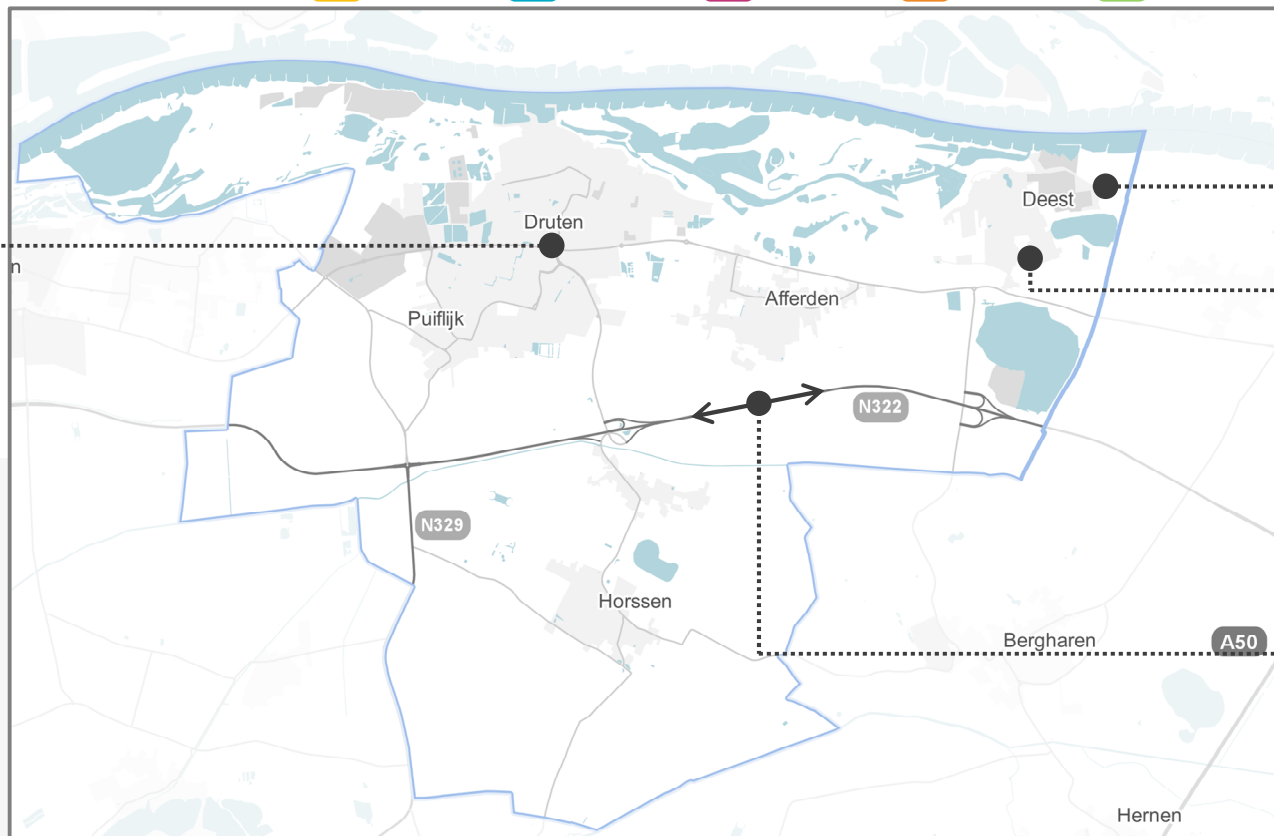 Deest
Druten
n
Afferden
Puiflijk
N322
N329
Horssen
Bergharen
A50
Hernen